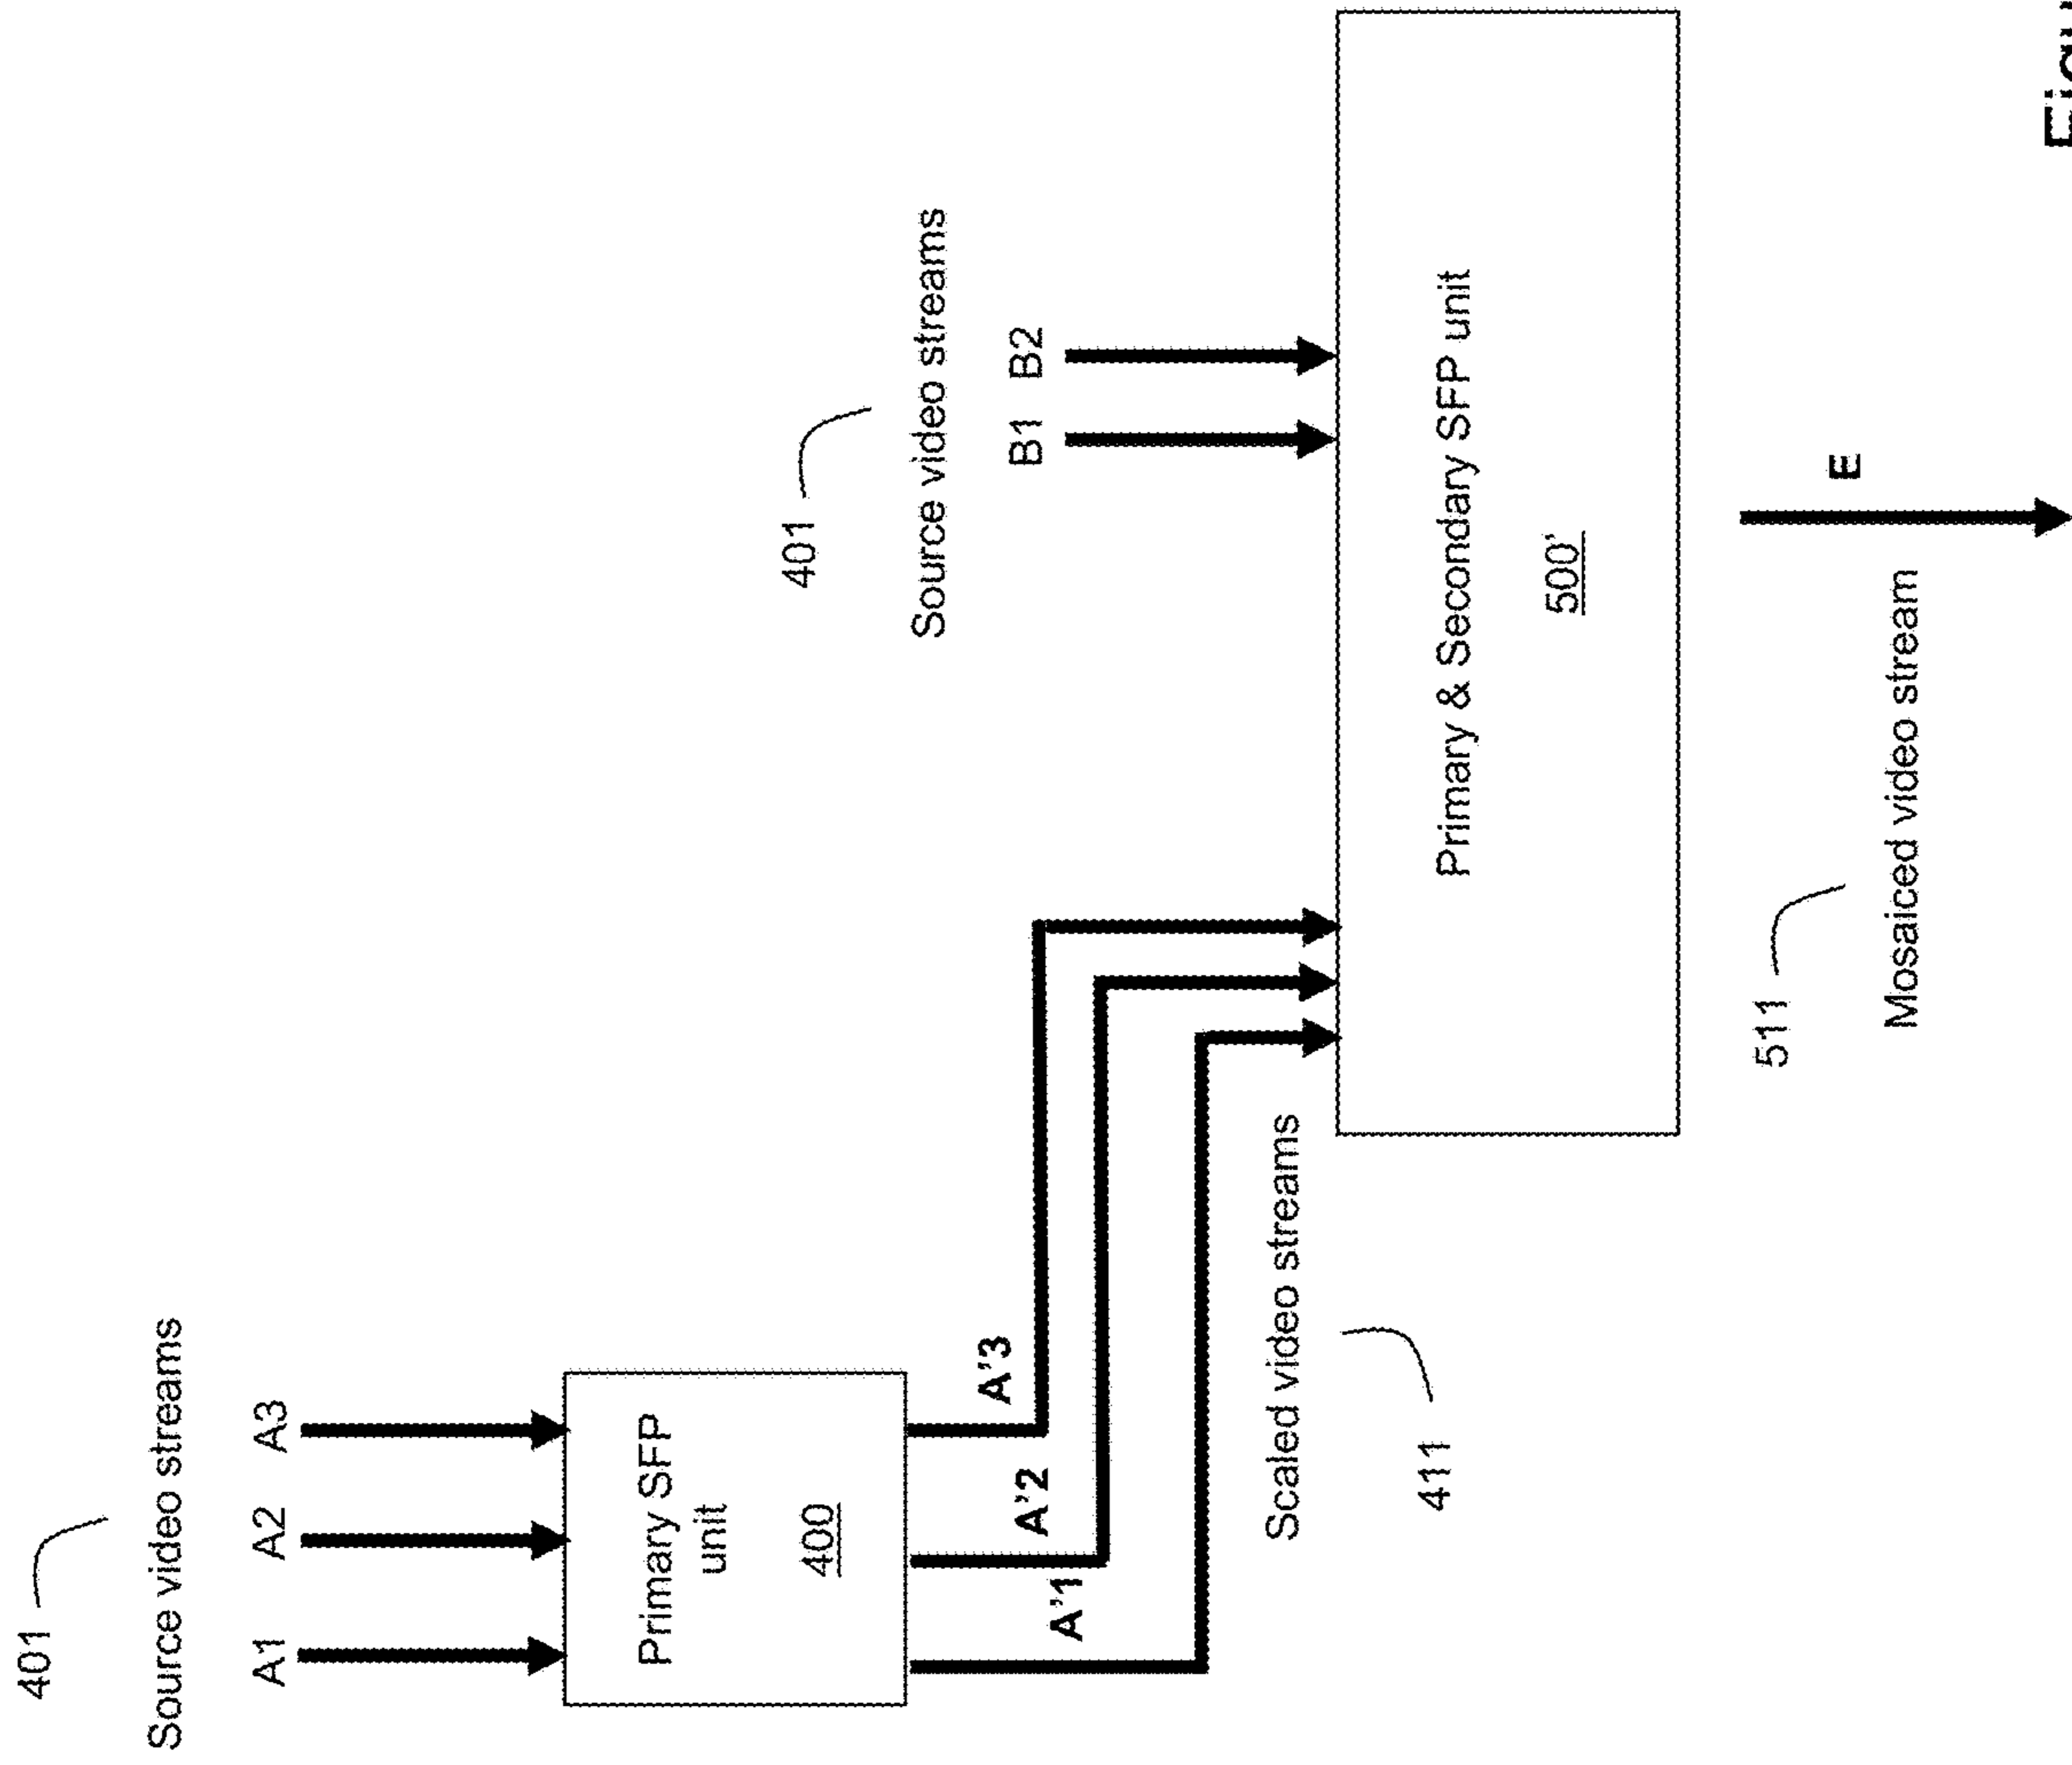 401
Source video streams
A1 A2 A3
Primary SFP
unit
400
A'1
A'2
A'3
Scaled video streams
411
401
Source video streams
B1 B2
Primary & Secondary SFP unit
500'
E
511
Mosaiced video stream